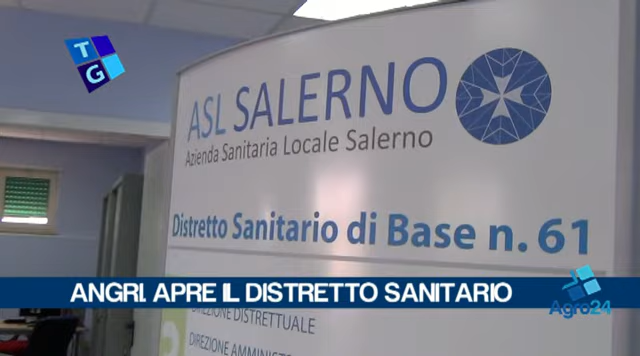 TG
ASL SALERNO
Azienda Sanitaria Locale Salerno
Distretto Sanitario di Base n. 61
ANGRI. APRE IL DISTRETTO SANITARIO
Agro24
DIREZIONE DISTRETTUALE
DIREZIONE